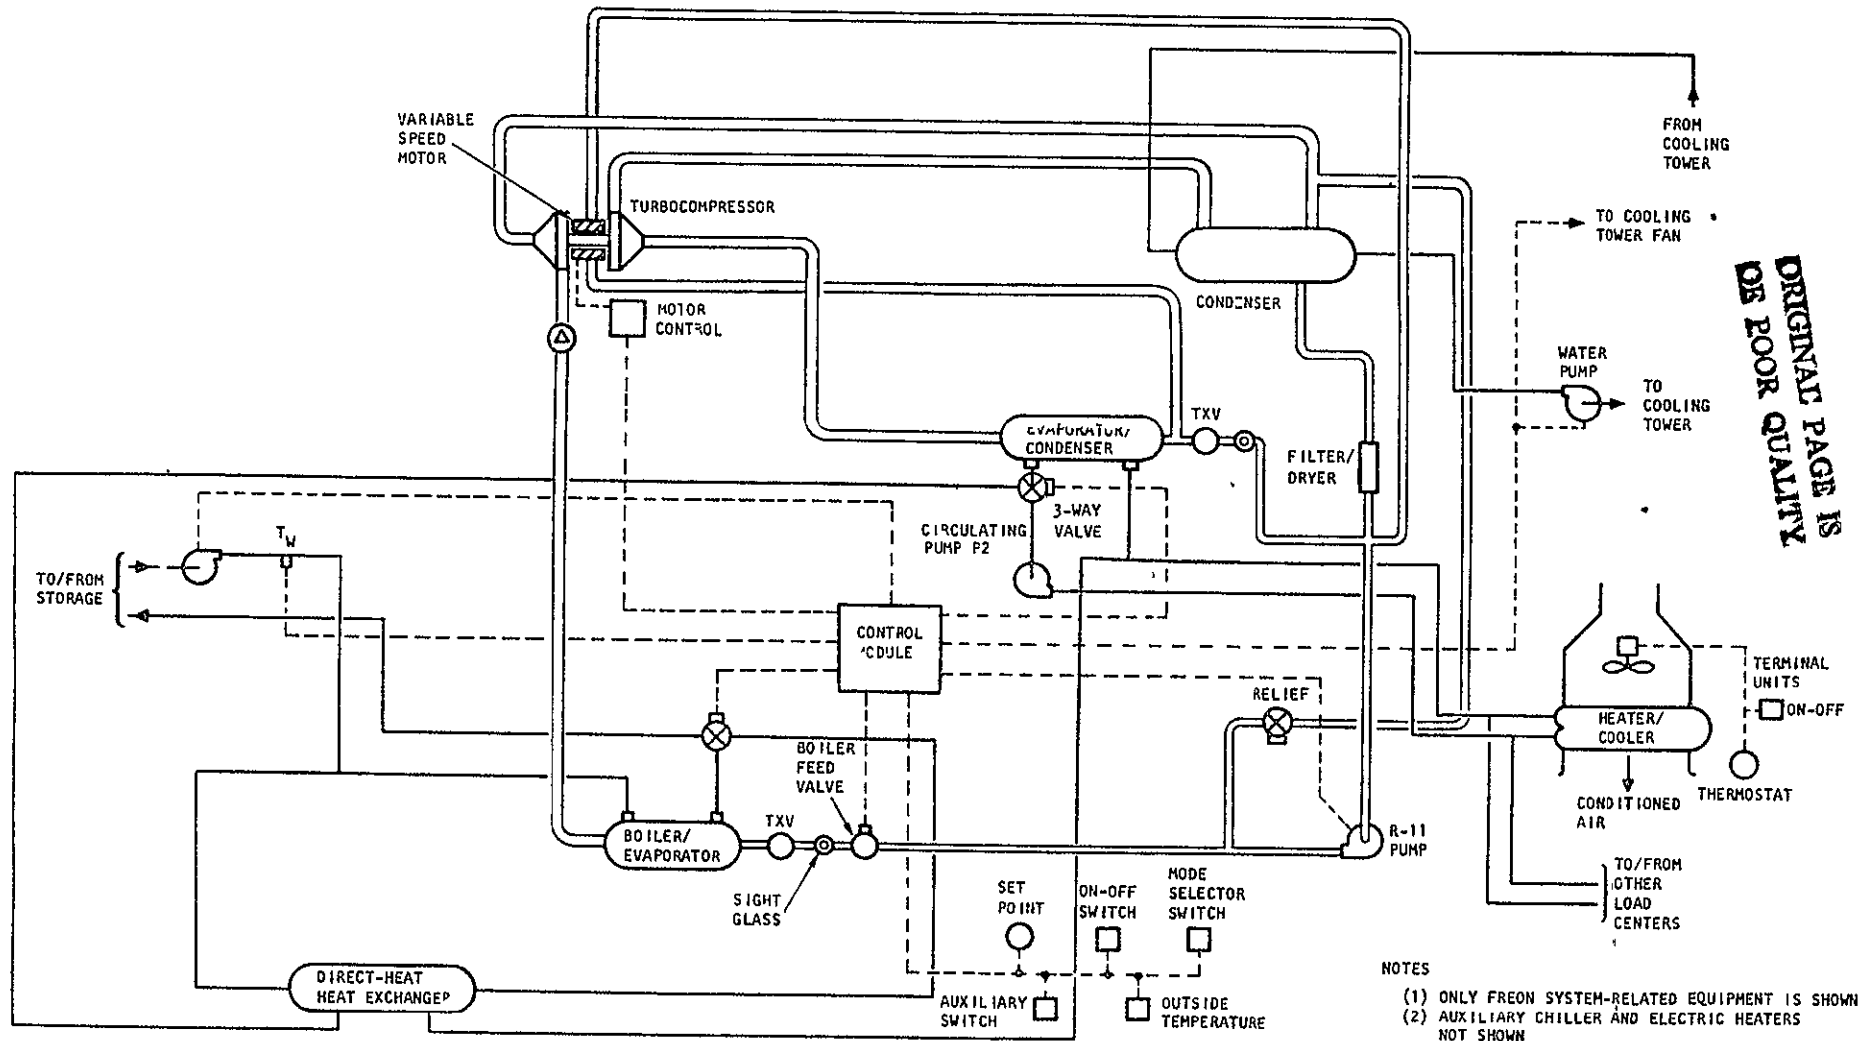 VARIABLE
SPEED
MOTOR
TURBOCOMPRESSOR
FROM
COOLING
TOWER
TO COOLING
TOWER FAN
ORIGINAL PAGE IS
OF POOR QUALITY
MOTOR
CONTROL
CONDENSER
WATER
PUMP
TO
COOLING
TOWER
EVAPORATOR/
CONDENSER
TXV
FILTER/
DRYER
3-WAY
VALVE
CIRCULATING
PUMP P2
TW
TO/FROM
STORAGE
CONTROL
MODULE
RELIEF
TERMINAL
UNITS
ON-OFF
HEATER/
COOLER
THERMOSTAT
CONDITIONED
AIR
BOILER
FEED
VALVE
TXV
BOILER/
EVAPORATOR
SIGHT
GLASS
R-11
PUMP
TO/FROM
OTHER
LOAD
CENTERS
SET
POINT
ON-OFF
SWITCH
MODE
SELECTOR
SWITCH
DIRECT-HEAT
HEAT EXCHANGER
AUXILIARY
SWITCH
OUTSIDE
TEMPERATURE
NOTES
(1) ONLY FREON SYSTEM-RELATED EQUIPMENT IS SHOWN
(2) AUXILIARY CHILLER AND ELECTRIC HEATERS
NOT SHOWN